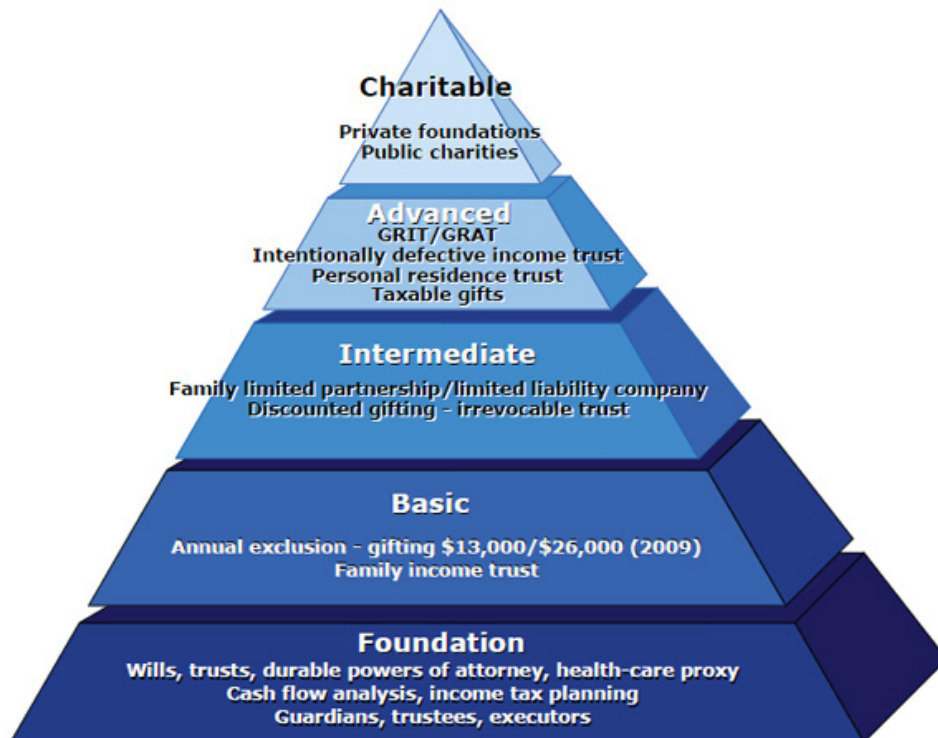 Charitable
Private foundations
Public charities
Advanced
GRIT/GRAT
Intentionally defective income trust
Personal residence trust
Taxable gifts
Intermediate
Family limited partnership/limited liability company
Discounted gifting - irrevocable trust
Basic
Annual exclusion - gifting $13,000/$26,000 (2009)
Family income trust
Foundation
Wills, trusts, durable powers of attorney, health-care proxy
Cash flow analysis, income tax planning
Guardians, trustees, executors